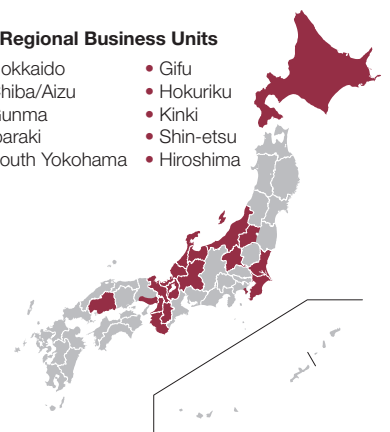 Regional Business Units
okkaido
hiba/Aizu
unma
baraki
outh Yokohama
• Gifu
• Hokuriku
• Kinki
• Shin-etsu
• Hiroshima